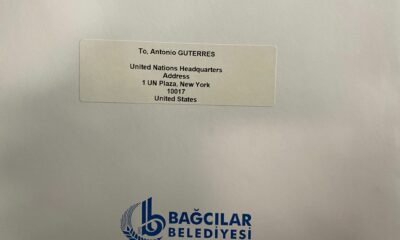 To, Antonio GUTERRES
United Nations Headquarters
Address
1 UN Plaza, New York
10017
United States
BAĞCILAR
BELEDİYESİ